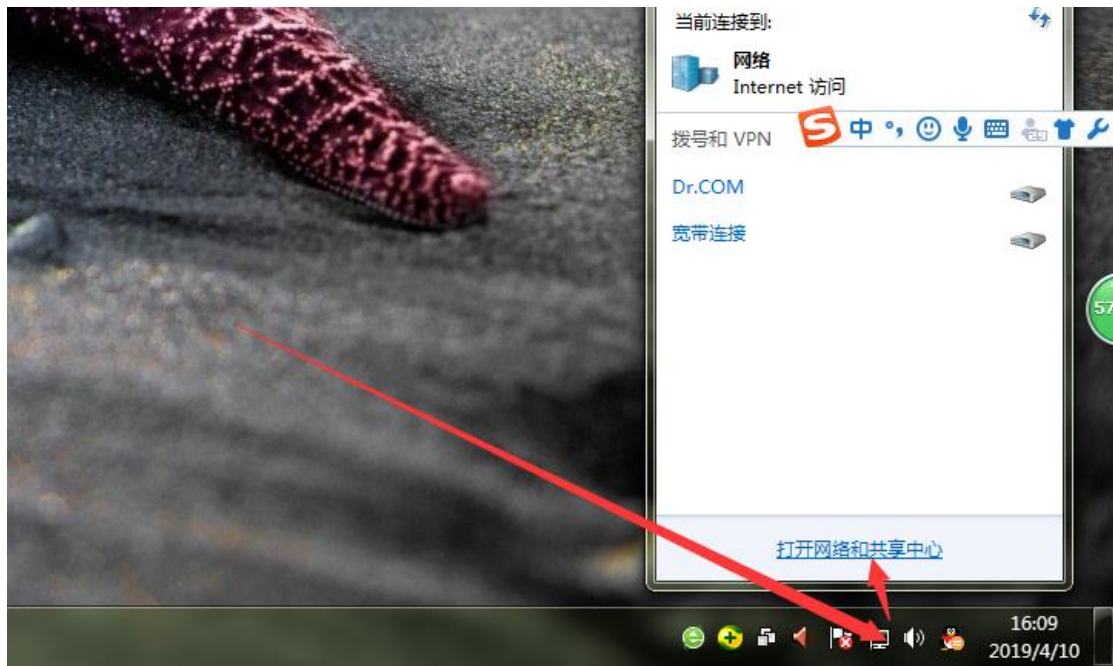 当前连接到:
网络
Internet 访问
拨号和 VPN
中
Dr.COM
宽带连接
57
打开网络和共享中心
16:09
2019/4/10